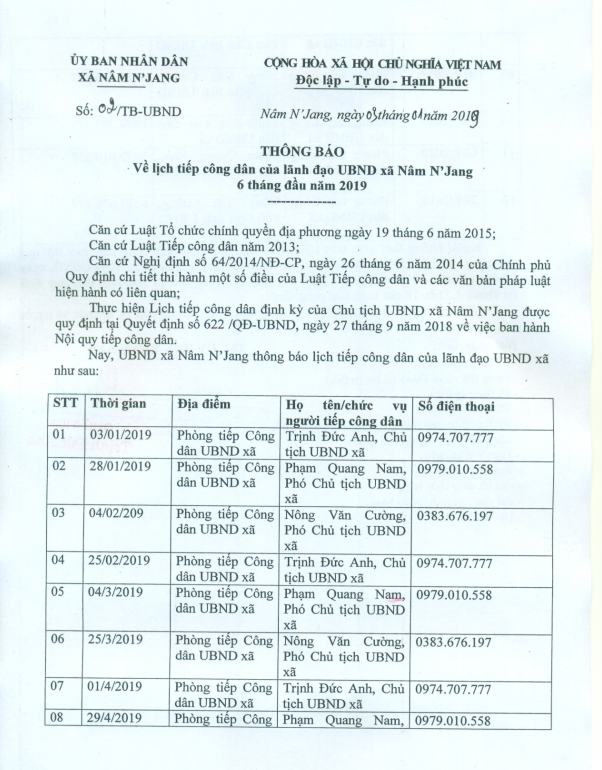 ỦY BAN NHÂN DÂN
XÃ NÂM N'JANG
CỘNG HÒA XÃ HỘI CHỦ NGHĨA VIỆT NAM
Độc lập - Tự do - Hạnh phúc
Số: 02/TB-UBND
Nâm N'Jang, ngày 03 tháng 01 năm 2019
THÔNG BÁO
Về lịch tiếp công dân của lãnh đạo UBND xã Nâm N'Jang
6 tháng đầu năm 2019
---------------
Căn cứ Luật Tổ chức chính quyền địa phương ngày 19 tháng 6 năm 2015;
Căn cứ Luật Tiếp công dân năm 2013;
Căn cứ Nghị định số 64/2014/NĐ-CP, ngày 26 tháng 6 năm 2014 của Chính phủ
Quy định chi tiết thi hành một số điều của Luật Tiếp công dân và các văn bản pháp luật
hiện hành có liên quan;
Thực hiện Lịch tiếp công dân định kỳ của Chủ tịch UBND xã Nâm N'Jang được
quy định tại Quyết định số 622 /QĐ-UBND, ngày 27 tháng 9 năm 2018 về việc ban hành
Nội quy tiếp công dân.
Nay, UBND xã Nâm N'Jang thông báo lịch tiếp công dân của lãnh đạo UBND xã
như sau:
STT Thời gian Địa điểm Họ tên/chức vụ Số điện thoại
người tiếp công dân
01 03/01/2019 Phòng tiếp Công Trịnh Đức Anh, Chủ 0974.707.777
dân UBND xã tịch UBND xã
02 28/01/2019 Phòng tiếp Công Phạm Quang Nam, 0979.010.558
dân UBND xã Phó Chủ tịch UBND
xã
03 04/02/209 Phòng tiếp Công Nông Văn Cường, 0383.676.197
dân UBND xã Phó Chủ tịch UBND
xã
04 25/02/2019 Phòng tiếp Công Trịnh Đức Anh, Chủ 0974.707.777
dân UBND xã tịch UBND xã
05 04/3/2019 Phòng tiếp Công Phạm Quang Nam, 0979.010.558
dân UBND xã Phó Chủ tịch UBND
xã
06 25/3/2019 Phòng tiếp Công Nông Văn Cường, 0383.676.197
dân UBND xã Phó Chủ tịch UBND
xã
07 01/4/2019 Phòng tiếp Công Trịnh Đức Anh, Chủ 0974.707.777
dân UBND xã tịch UBND xã
08 29/4/2019 Phòng tiếp Công Phạm Quang Nam, 0979.010.558